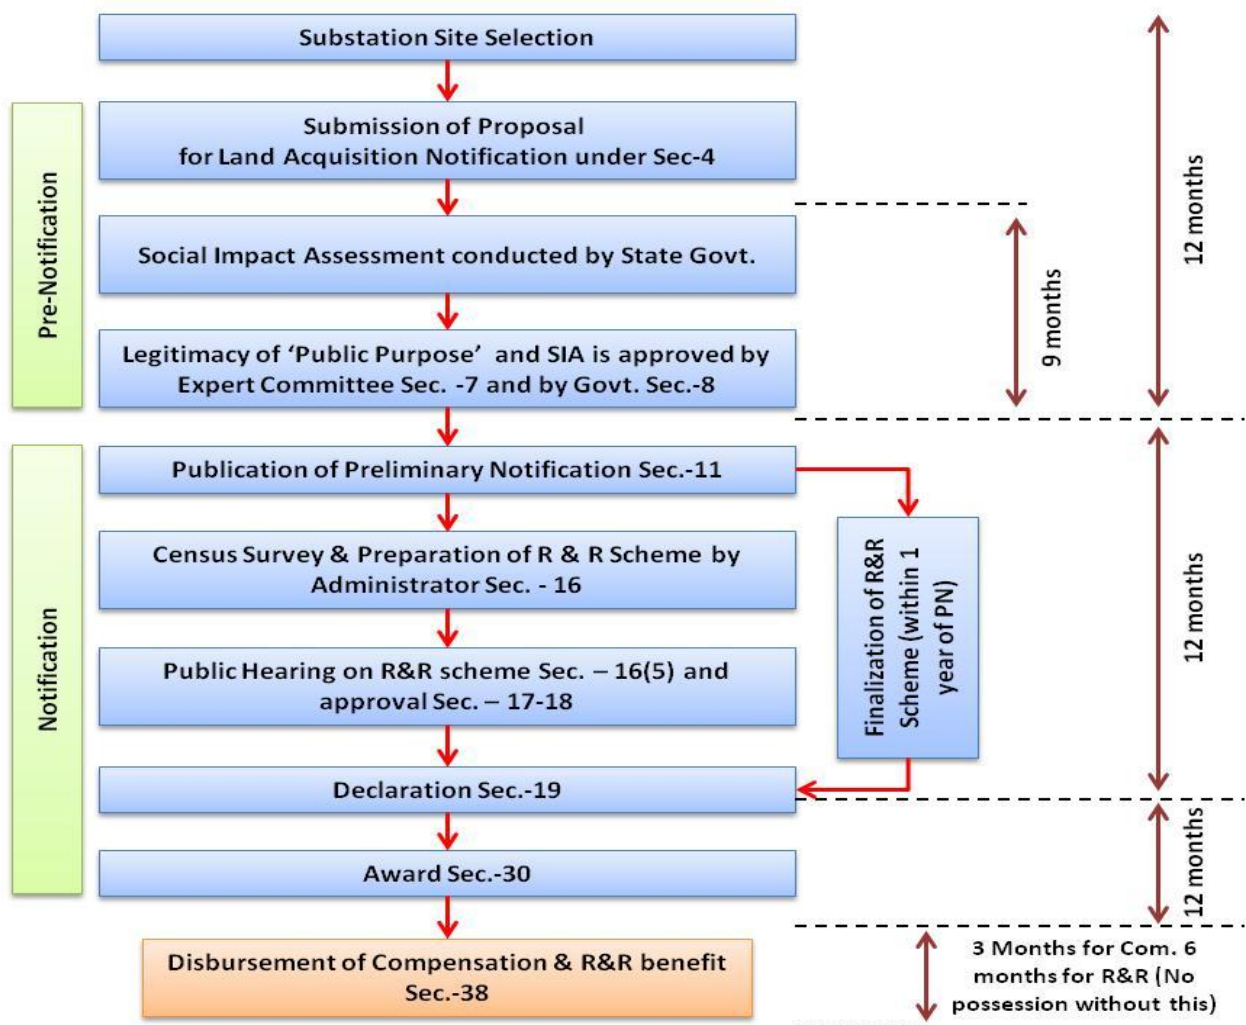 Substation Site Selection
Pre-Notification
Submission of Proposal
for Land Acquisition Notification under Sec-4
Social Impact Assessment conducted by State Govt.
Legitimacy of ‘Public Purpose’ and SIA is approved by
Expert Committee Sec. -7 and by Govt. Sec.-8
9 months
12 months
Notification
Publication of Preliminary Notification Sec.-11
Census Survey & Preparation of R & R Scheme by
Administrator Sec. - 16
Public Hearing on R&R scheme Sec. – 16(5) and
approval Sec. – 17-18
Declaration Sec.-19
Finalization of R&R
Scheme (within 1
year of PN)
12 months
Award Sec.-30
12 months
Disbursement of Compensation & R&R benefit
Sec.-38
3 Months for Com. 6
months for R&R (No
possession without this)